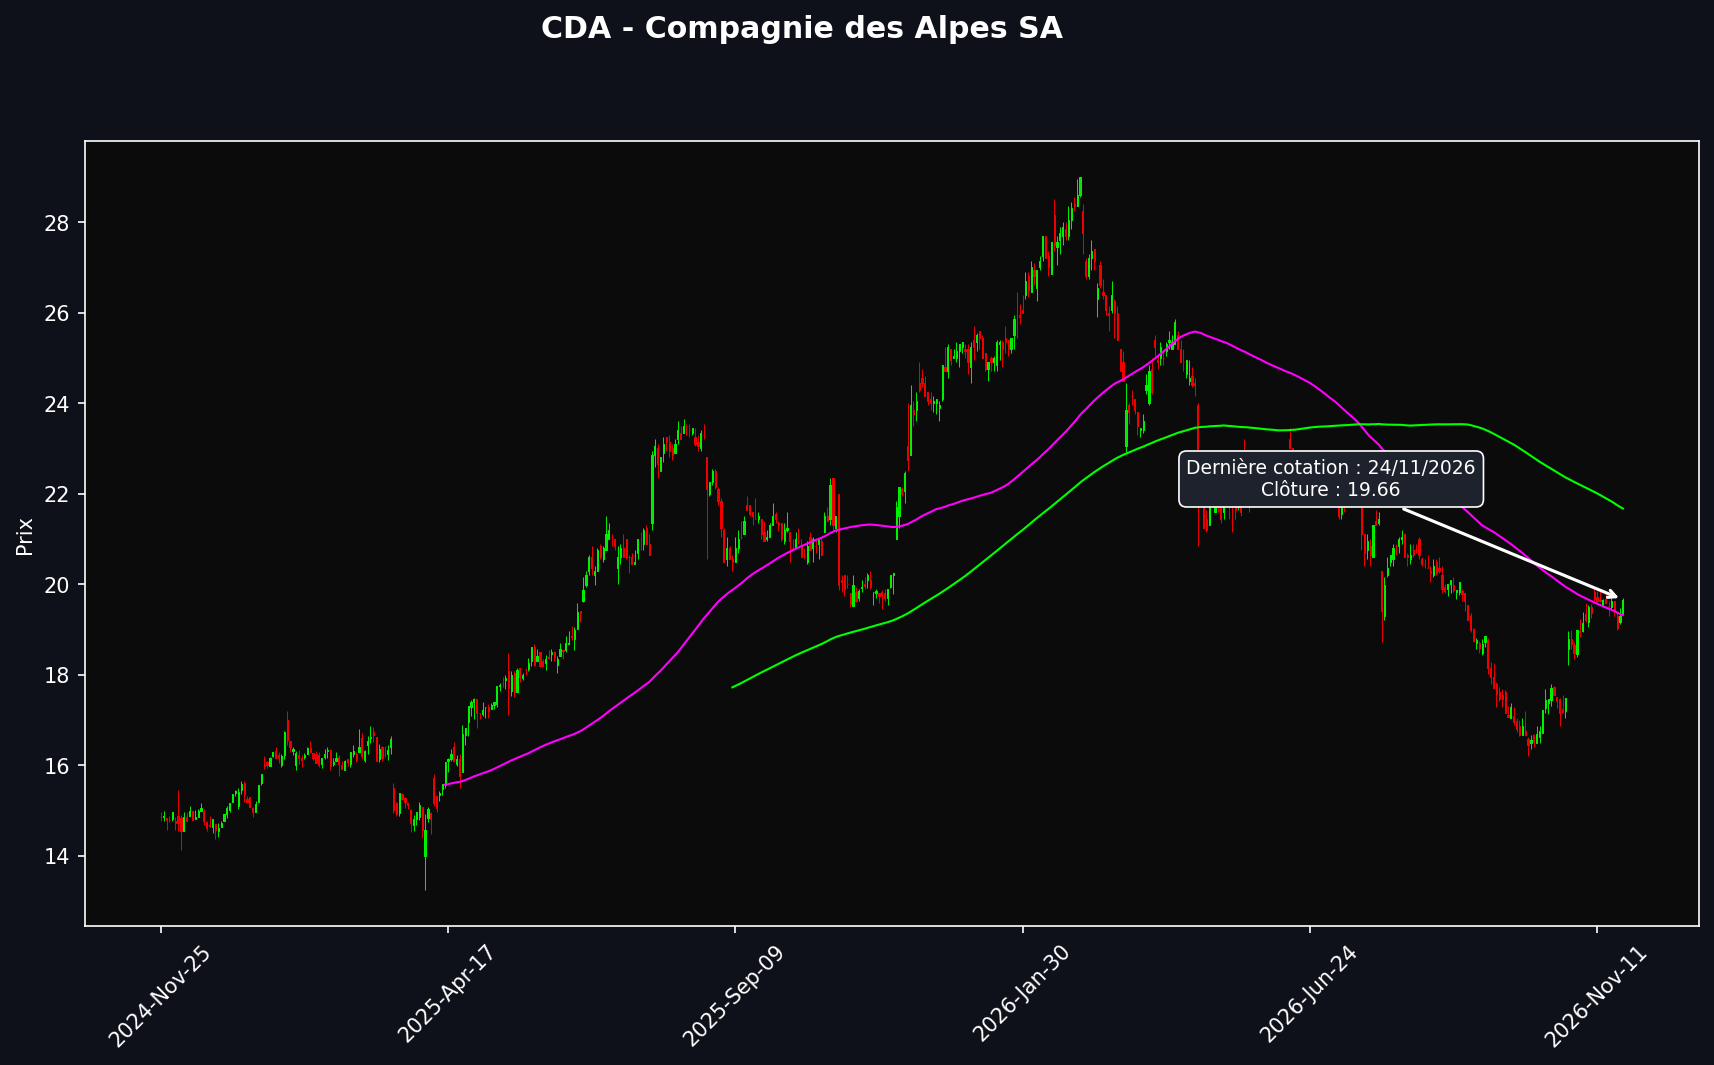 CDA - Compagnie des Alpes SA
Prix
28
26
24
22
20
18
16
14
Dernière cotation : 24/11/2026
Clôture : 19.66
2024-Nov-25
2025-Apr-17
2025-Sep-09
2026-Jan-30
2026-Jun-24
2026-Nov-11